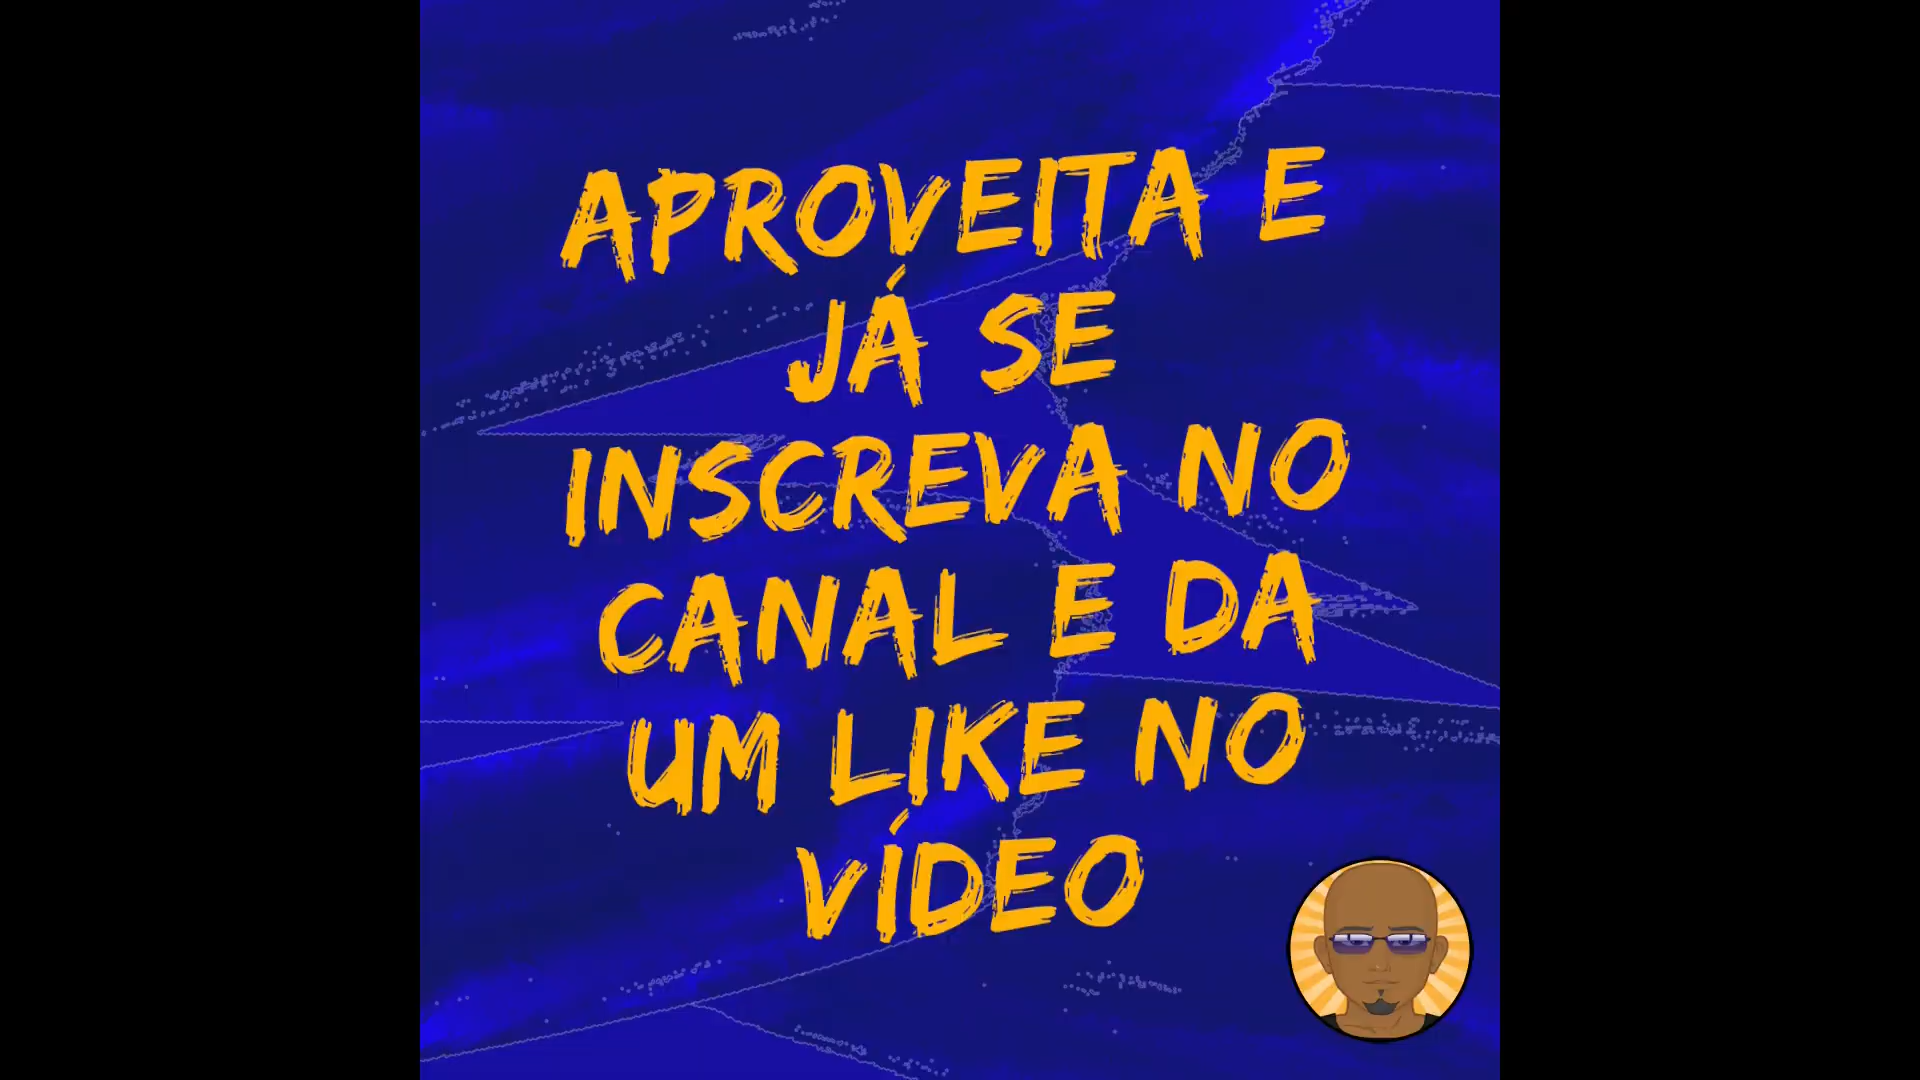 APROVEITA E
JÁ SE
INSCREVA NO
CANAL E DA
UM LIKE NO
VÍDEO